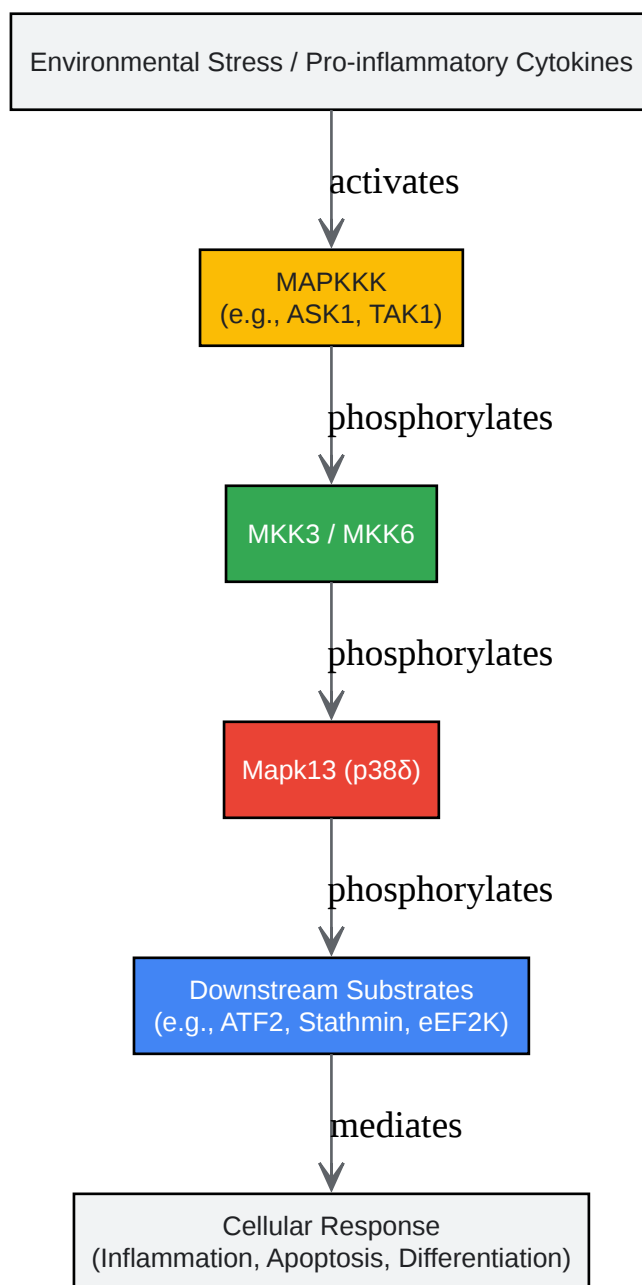 Environmental Stress / Pro-inflammatory Cytokines
activates
MAPKKK
(e.g., ASK1, TAK1)
phosphorylates
MKK3 / MKK6
phosphorylates
Mapk13 (p38δ)
phosphorylates
Downstream Substrates
(e.g., ATF2, Stathmin, eEF2K)
mediates
Cellular Response
(Inflammation, Apoptosis, Differentiation)